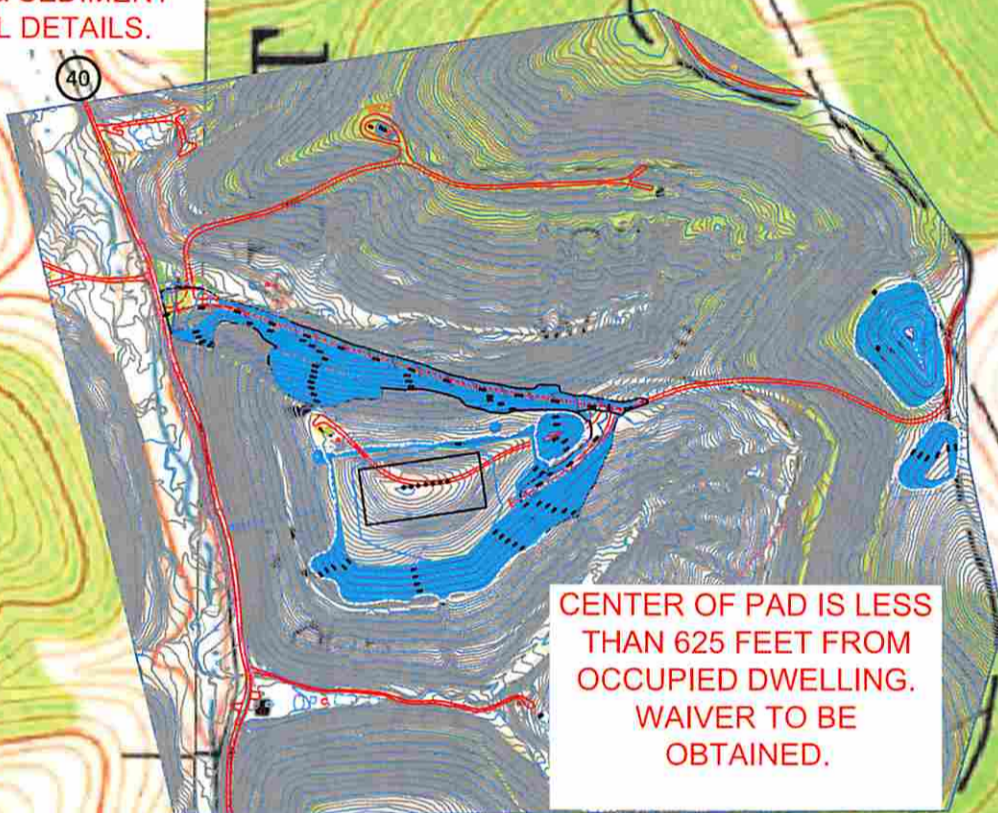 L DETAILS.
40
T
CENTER OF PAD IS LESS
THAN 625 FEET FROM
OCCUPIED DWELLING.
WAIVER TO BE
OBTAINED.